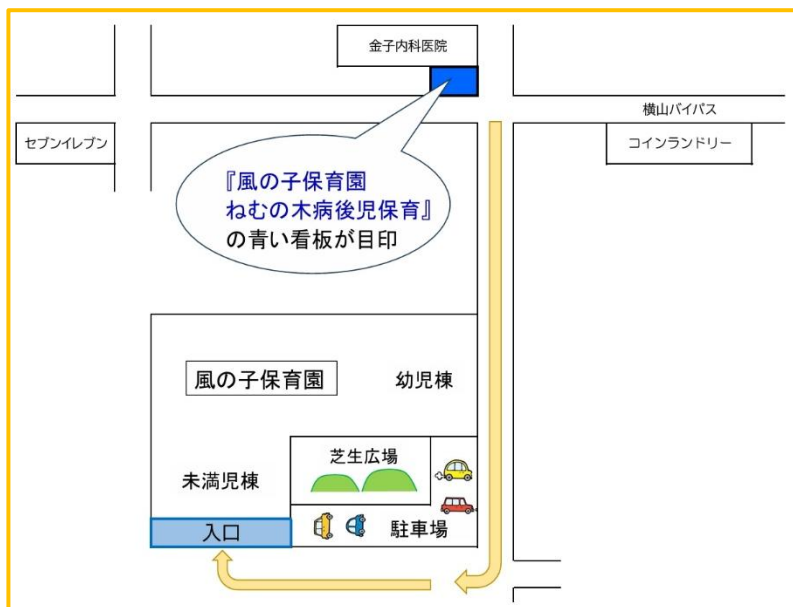 金子内科医院
横山バイパス
セブンイレブン
コインランドリー
『風の子保育園
ねむの木病後児保育』
の青い看板が目印
風の子保育園
幼児棟
芝生広場
未満児棟
入口
駐車場